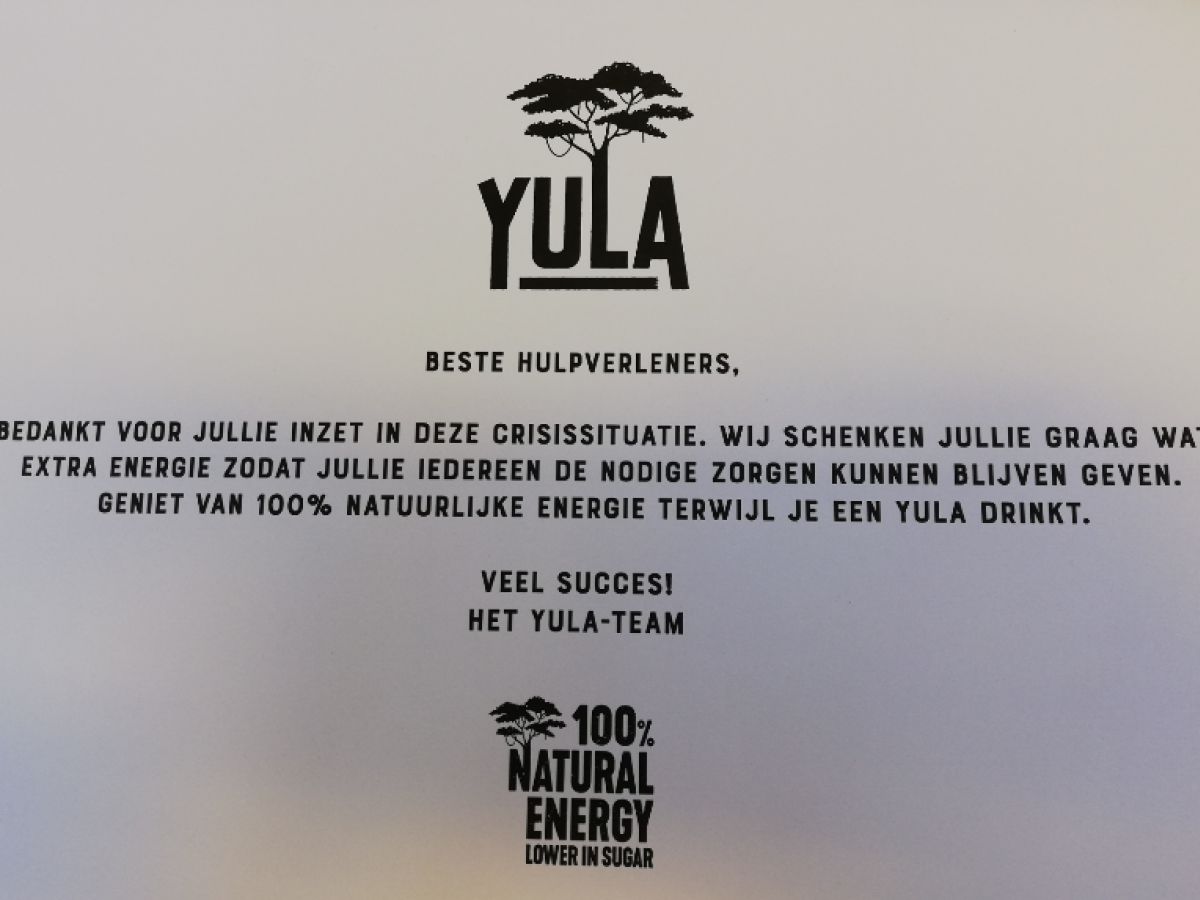 YULA
BESTE HULPVERLENERS,
BEDANKT VOOR JULLIE INZET IN DEZE CRISISSITUATIE. WIJ SCHENKEN JULLIE GRAAG WAT
EXTRA ENERGIE ZODAT JULLIE IEDEREEN DE NODIGE ZORGEN KUNNEN BLIJVEN GEVEN.
GENIET VAN 100% NATUURLIJKE ENERGIE TERWIJL JE EEN YULA DRINKT.
VEEL SUCCES!
HET YULA-TEAM
100%
NATURAL
ENERGY
LOWER IN SUGAR